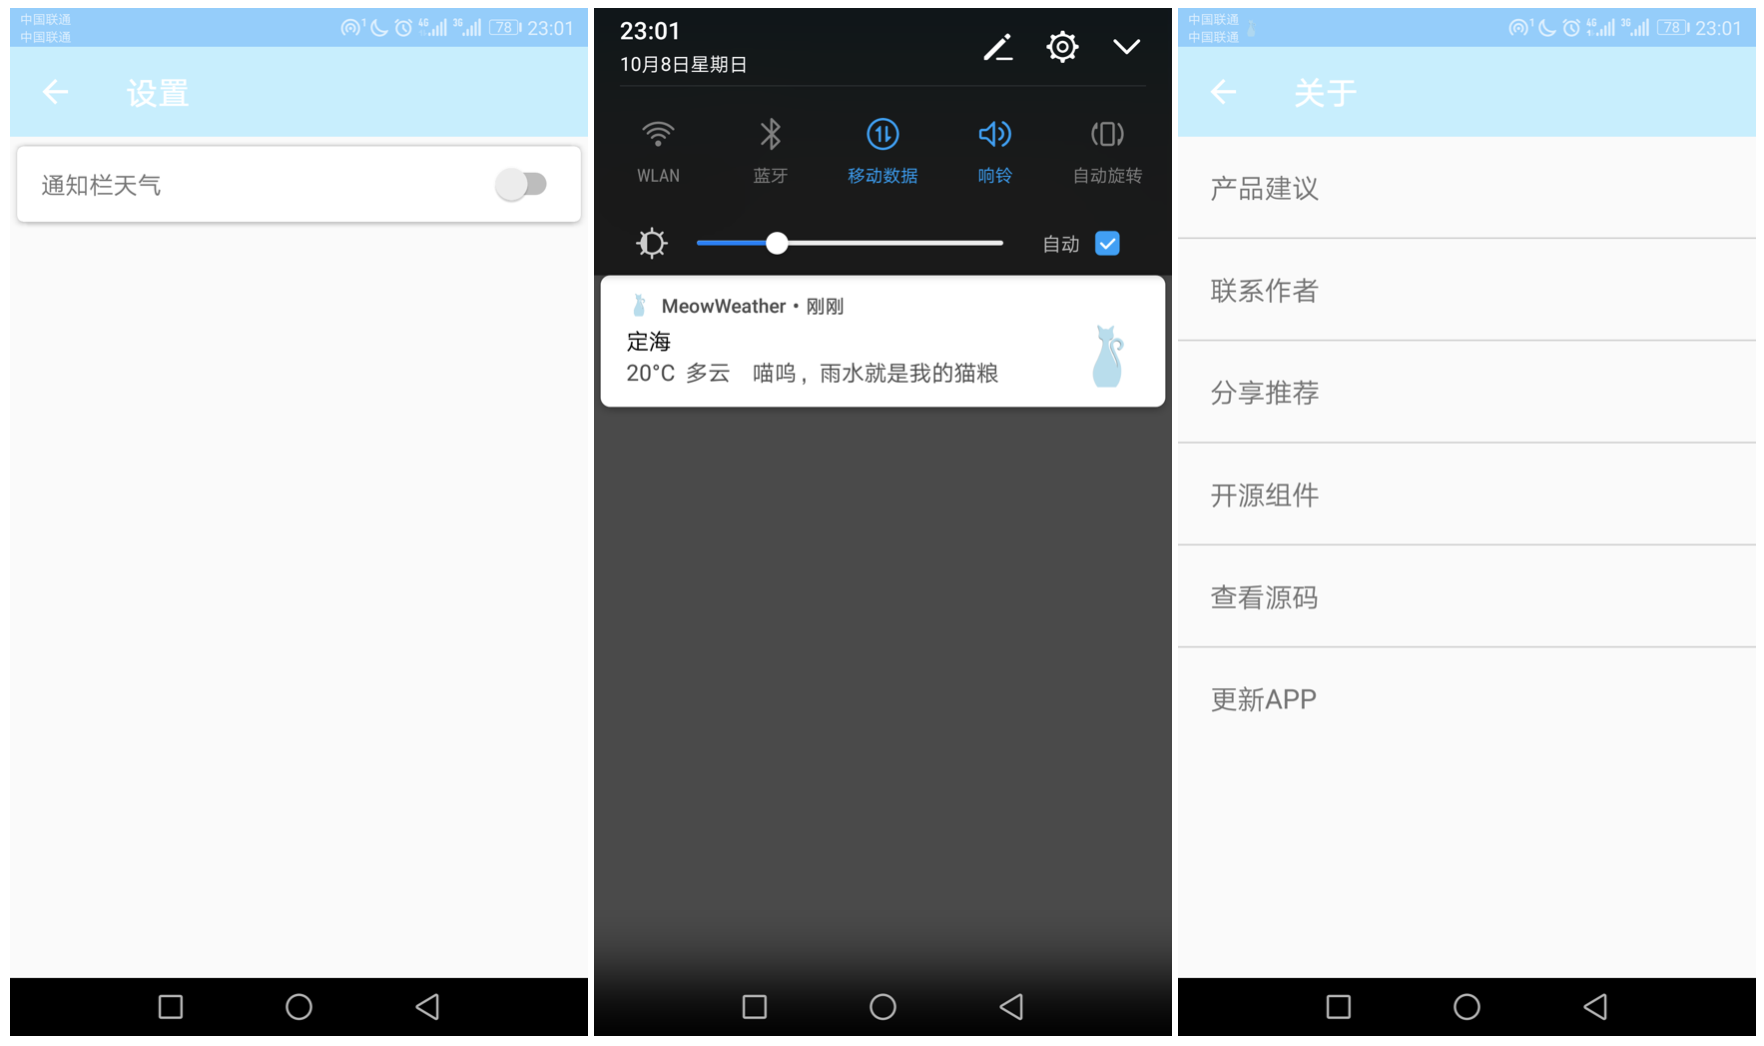 中国联通
中国联通
4G 3G 78 23:01
设置
通知栏天气
23:01
10月8日星期日
WLAN
蓝牙
移动数据
响铃
自动旋转
自动
MeowWeather • 刚刚
定海
20°C 多云 喵呜，雨水就是我的猫粮
中国联通
中国联通
4G 3G 78 23:01
关于
产品建议
联系作者
分享推荐
开源组件
查看源码
更新APP